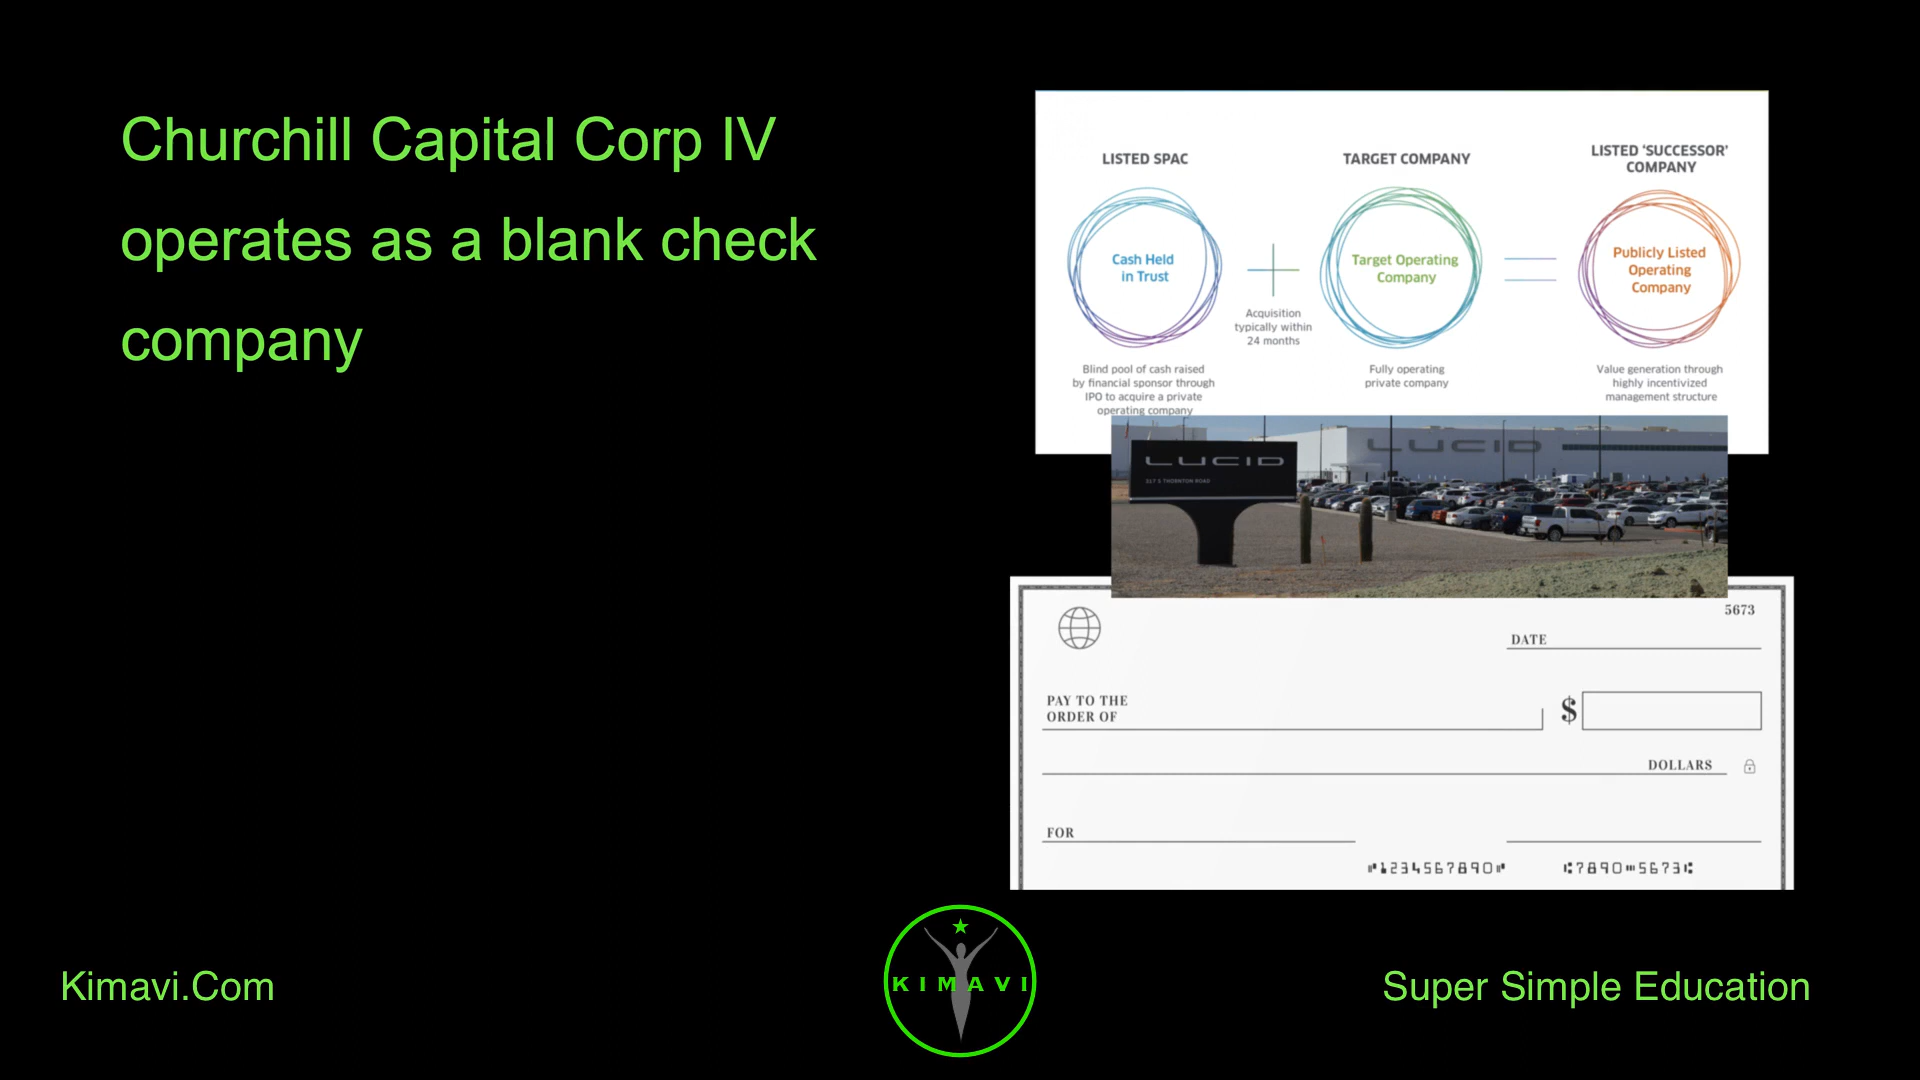 Churchill Capital Corp IV
operates as a blank check
company
LISTED SPAC
TARGET COMPANY
LISTED ‘SUCCESSOR’
COMPANY
Cash Held
in Trust
Target Operating
Company
Publicly Listed
Operating
Company
Acquisition
typically within
24 months
Blind pool of cash raised
by financial sponsor through
IPO to acquire a private
operating company
Fully operating
private company
Value generation through
highly incentivized
management structure
LUCID
317 S THORNTON ROAD
LUCID
5673
DATE
PAY TO THE
ORDER OF
$
DOLLARS
FOR
⑈1234567890⑈ ⑆7890⑉5673⑆
Kimavi.Com
KIMAVI
Super Simple Education